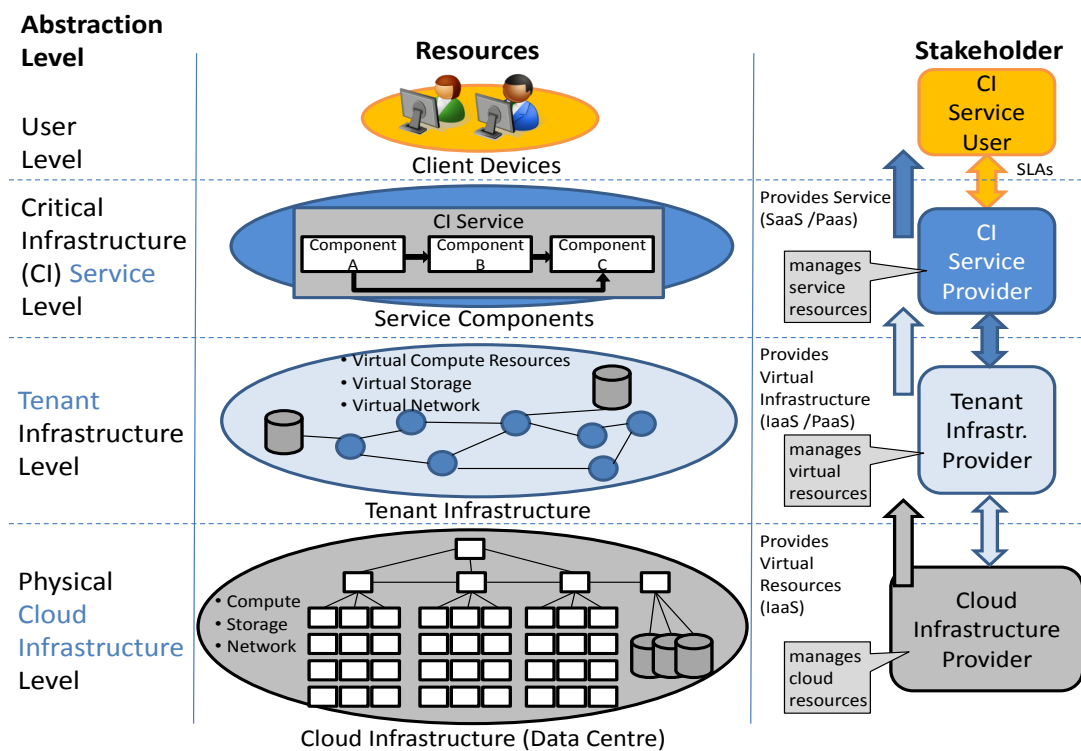 Abstraction
Level
Resources
Stakeholder
User
Level
Client Devices
CI
Service
User
SLAs
Critical
Infrastructure
(CI) Service
Level
CI Service
Component
A
Component
B
Component
C
Service Components
Provides Service
(SaaS /Paas)
manages
service
resources
CI
Service
Provider
Tenant
Infrastructure
Level
• Virtual Compute Resources
• Virtual Storage
• Virtual Network
Tenant Infrastructure
Provides
Virtual
Infrastructure
(IaaS /PaaS)
manages
virtual
resources
Tenant
Infrastr.
Provider
Physical
Cloud
Infrastructure
Level
• Compute
• Storage
• Network
Cloud Infrastructure (Data Centre)
Provides
Virtual
Resources
(IaaS)
manages
cloud
resources
Cloud
Infrastructure
Provider